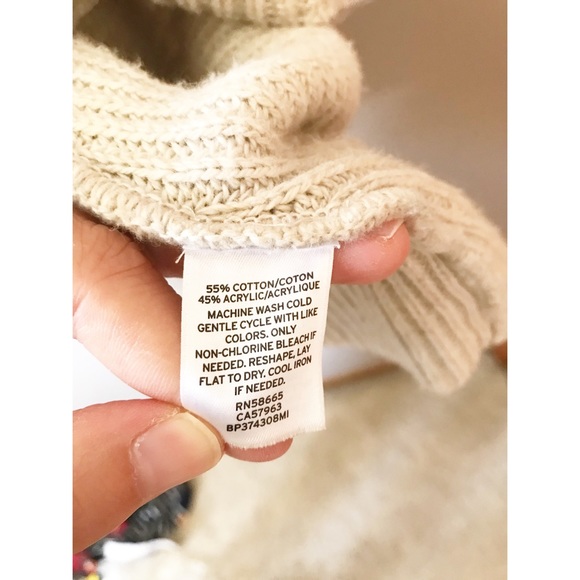 55% COTTON/COTON
45% ACRYLIC/ACRYLIQUE
MACHINE WASH COLD
GENTLE CYCLE WITH LIKE
COLORS. ONLY
NON-CHLORINE BLEACH IF
NEEDED. RESHAPE, LAY
FLAT TO DRY. COOL IRON
IF NEEDED.
RN58665
CA57963
BP374308MI